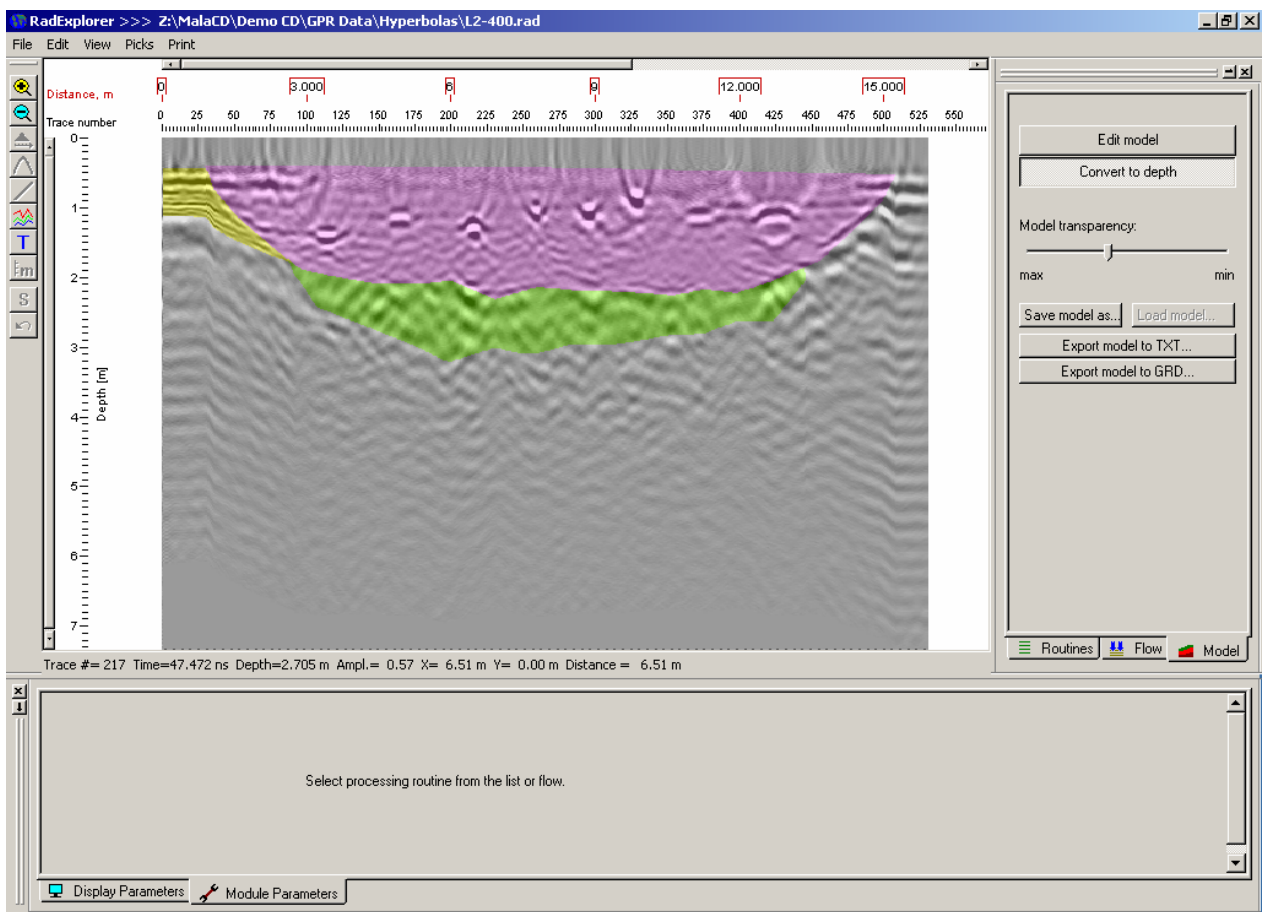 RadExplorer >>> Z:\MalaCD\Demo CD\GPR Data\Hyperbolas\L2-400.rad
File Edit View Picks Print
Distance, m 0 3.000 6 9 12.000 15.000
Trace number 0 25 50 75 100 125 150 175 200 225 250 275 300 325 350 375 400 425 450 475 500 525 550
0
1
2
3
4
5
6
7
Depth [m]
T
m
S
Edit model
Convert to depth
Model transparency:
max min
Save model as... Load model...
Export model to TXT...
Export model to GRD...
Routines Flow Model
Trace #= 217 Time=47.472 ns Depth=2.705 m Ampl.= 0.57 X= 6.51 m Y= 0.00 m Distance = 6.51 m
Select processing routine from the list or flow.
Display Parameters Module Parameters